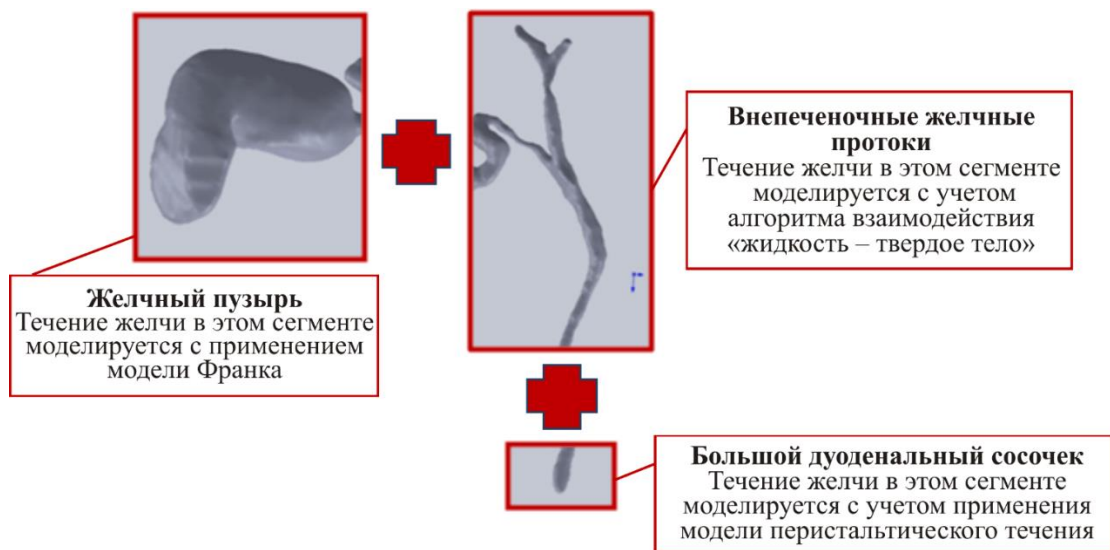 Внепеченочные желчные
протоки
Течение желчи в этом сегменте
моделируется с учетом
алгоритма взаимодействия
«жидкость – твердое тело»
Желчный пузырь
Течение желчи в этом сегменте
моделируется с применением
модели Франка
Большой дуоденальный сосочек
Течение желчи в этом сегменте
моделируется с учетом применения
модели перистальтического течения